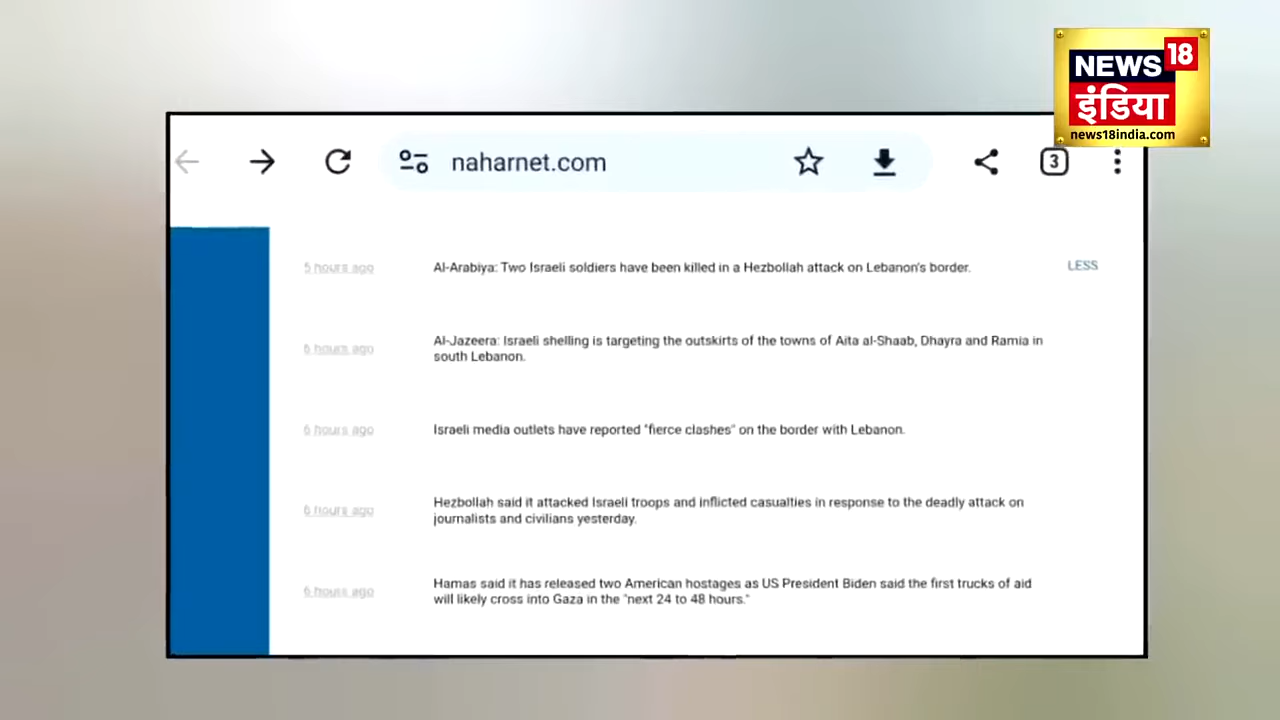 NEWS 18
इंडिया
news18india.com
naharnet.com
3
5 hours ago
Al-Arabiya: Two Israeli soldiers have been killed in a Hezbollah attack on Lebanon's border.
LESS
6 hours ago
Al-Jazeera: Israeli shelling is targeting the outskirts of the towns of Aita al-Shaab, Dhayra and Ramia in
south Lebanon.
6 hours ago
Israeli media outlets have reported "fierce clashes" on the border with Lebanon.
6 hours ago
Hezbollah said it attacked Israeli troops and inflicted casualties in response to the deadly attack on
journalists and civilians yesterday.
6 hours ago
Hamas said it has released two American hostages as US President Biden said the first trucks of aid
will likely cross into Gaza in the "next 24 to 48 hours."